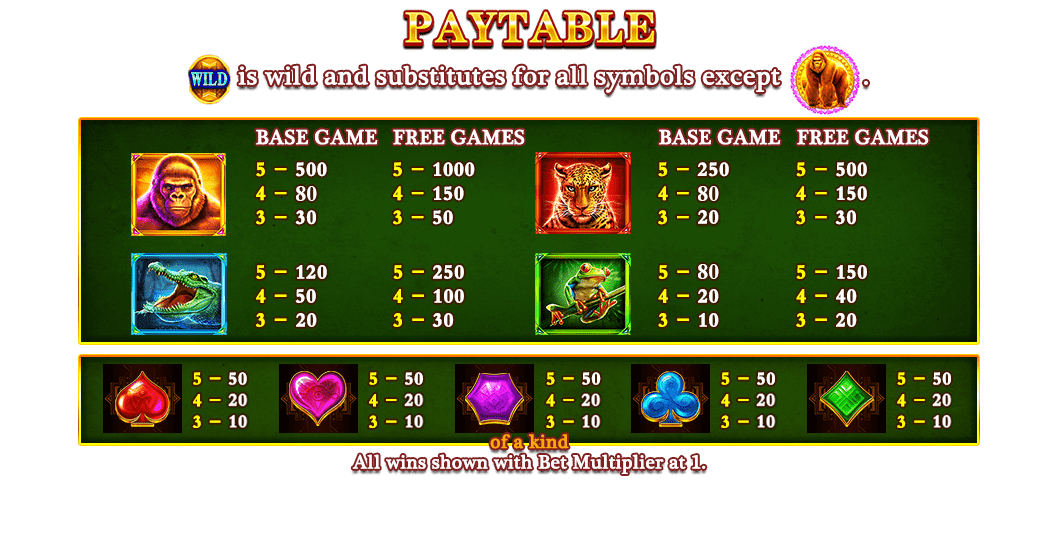 PAYTABLE
WILD is wild and substitutes for all symbols except .
BASE GAME FREE GAMES BASE GAME FREE GAMES
5 - 500 5 - 1000 5 - 250 5 - 500
4 - 80 4 - 150 4 - 80 4 - 150
3 - 30 3 - 50 3 - 20 3 - 30
5 - 120 5 - 250 5 - 80 5 - 150
4 - 50 4 - 100 4 - 20 4 - 40
3 - 20 3 - 30 3 - 10 3 - 20
5 - 50 5 - 50 5 - 50 5 - 50 5 - 50
4 - 20 4 - 20 4 - 20 4 - 20 4 - 20
3 - 10 3 - 10 3 - 10 3 - 10 3 - 10
of a kind
All wins shown with Bet Multiplier at 1.